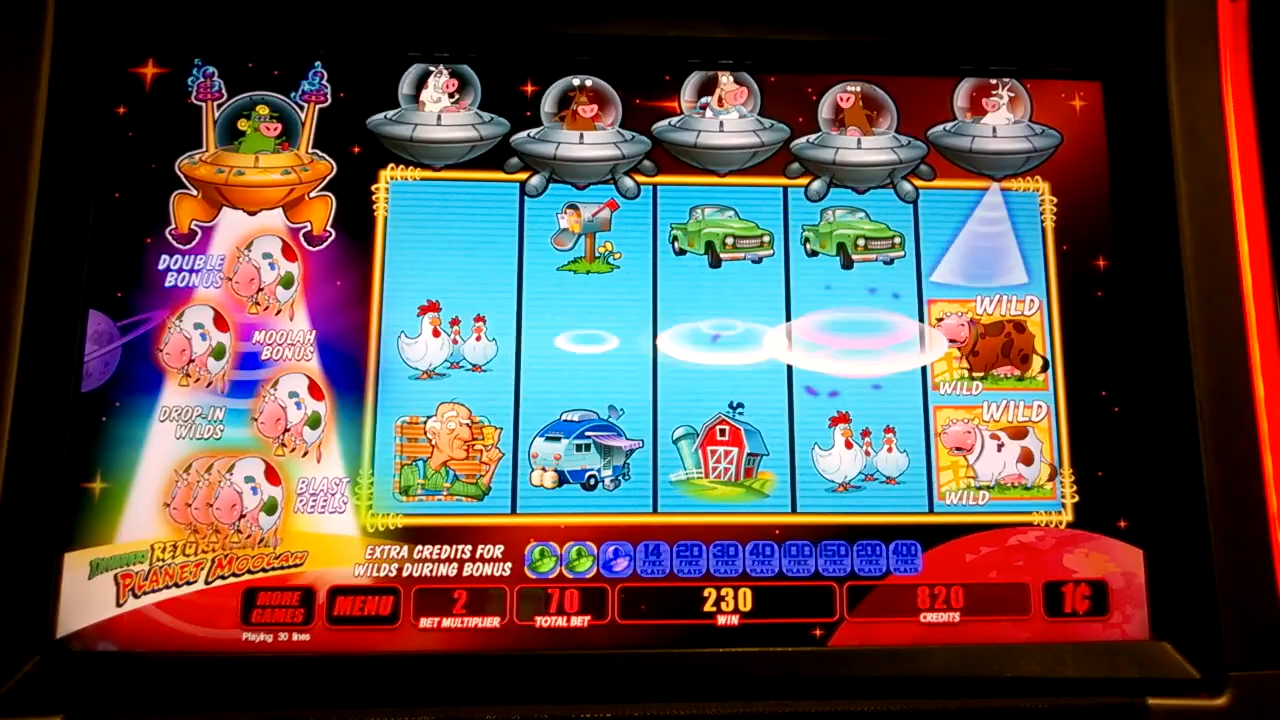 DOUBLE
BONUS
MOOLAH
BONUS
DROP-IN
WILDS
BLAST
REELS
WILD
WILD
WILD
WILD
INVADERS RETURN
PLANET MOOLAH
EXTRA CREDITS FOR
WILDS DURING BONUS
14 FREE PLAYS
20 FREE PLAYS
30 FREE PLAYS
40 FREE PLAYS
100 FREE PLAYS
150 FREE PLAYS
200 FREE PLAYS
400 FREE PLAYS
MORE
GAMES
MENU
2
BET MULTIPLIER
70
TOTAL BET
230
WIN
820
CREDITS
1¢
Playing 30 lines